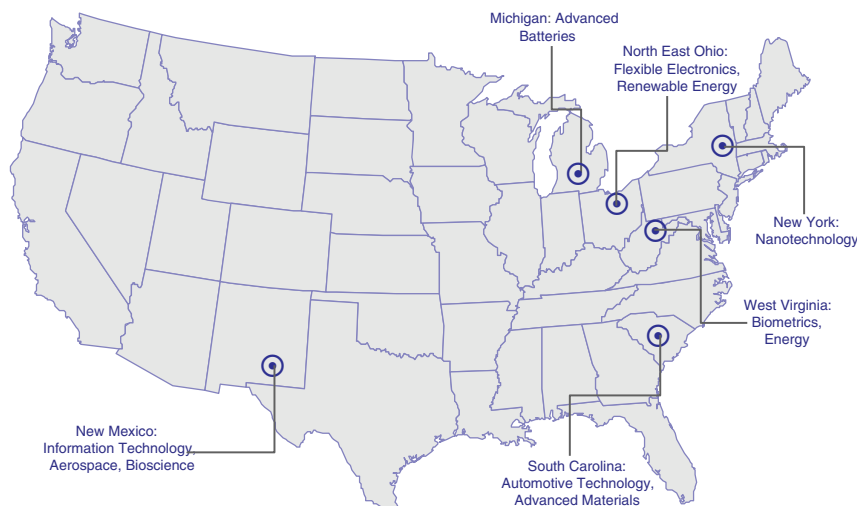 Michigan: Advanced
Batteries
North East Ohio:
Flexible Electronics,
Renewable Energy
New York:
Nanotechnology
West Virginia:
Biometrics,
Energy
New Mexico:
Information Technology,
Aerospace, Bioscience
South Carolina:
Automotive Technology,
Advanced Materials